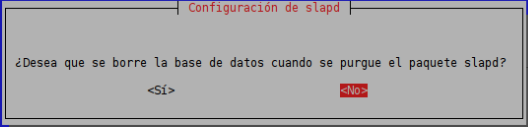 Configuración de slapd
¿Desea que se borre la base de datos cuando se purgue el paquete slapd?
<Sí> <No>